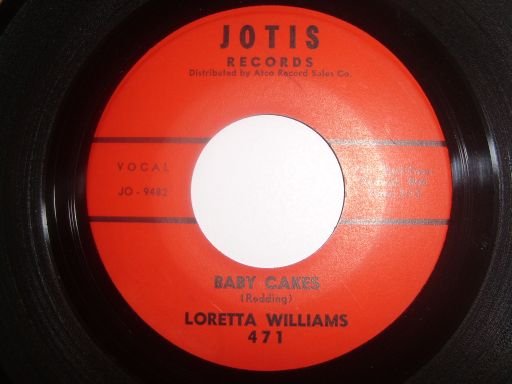 JOTIS
RECORDS
Distributed by Atco Record Sales Co.
VOCAL
JO - 9482
BABY CAKES
(Redding)
LORETTA WILLIAMS
471